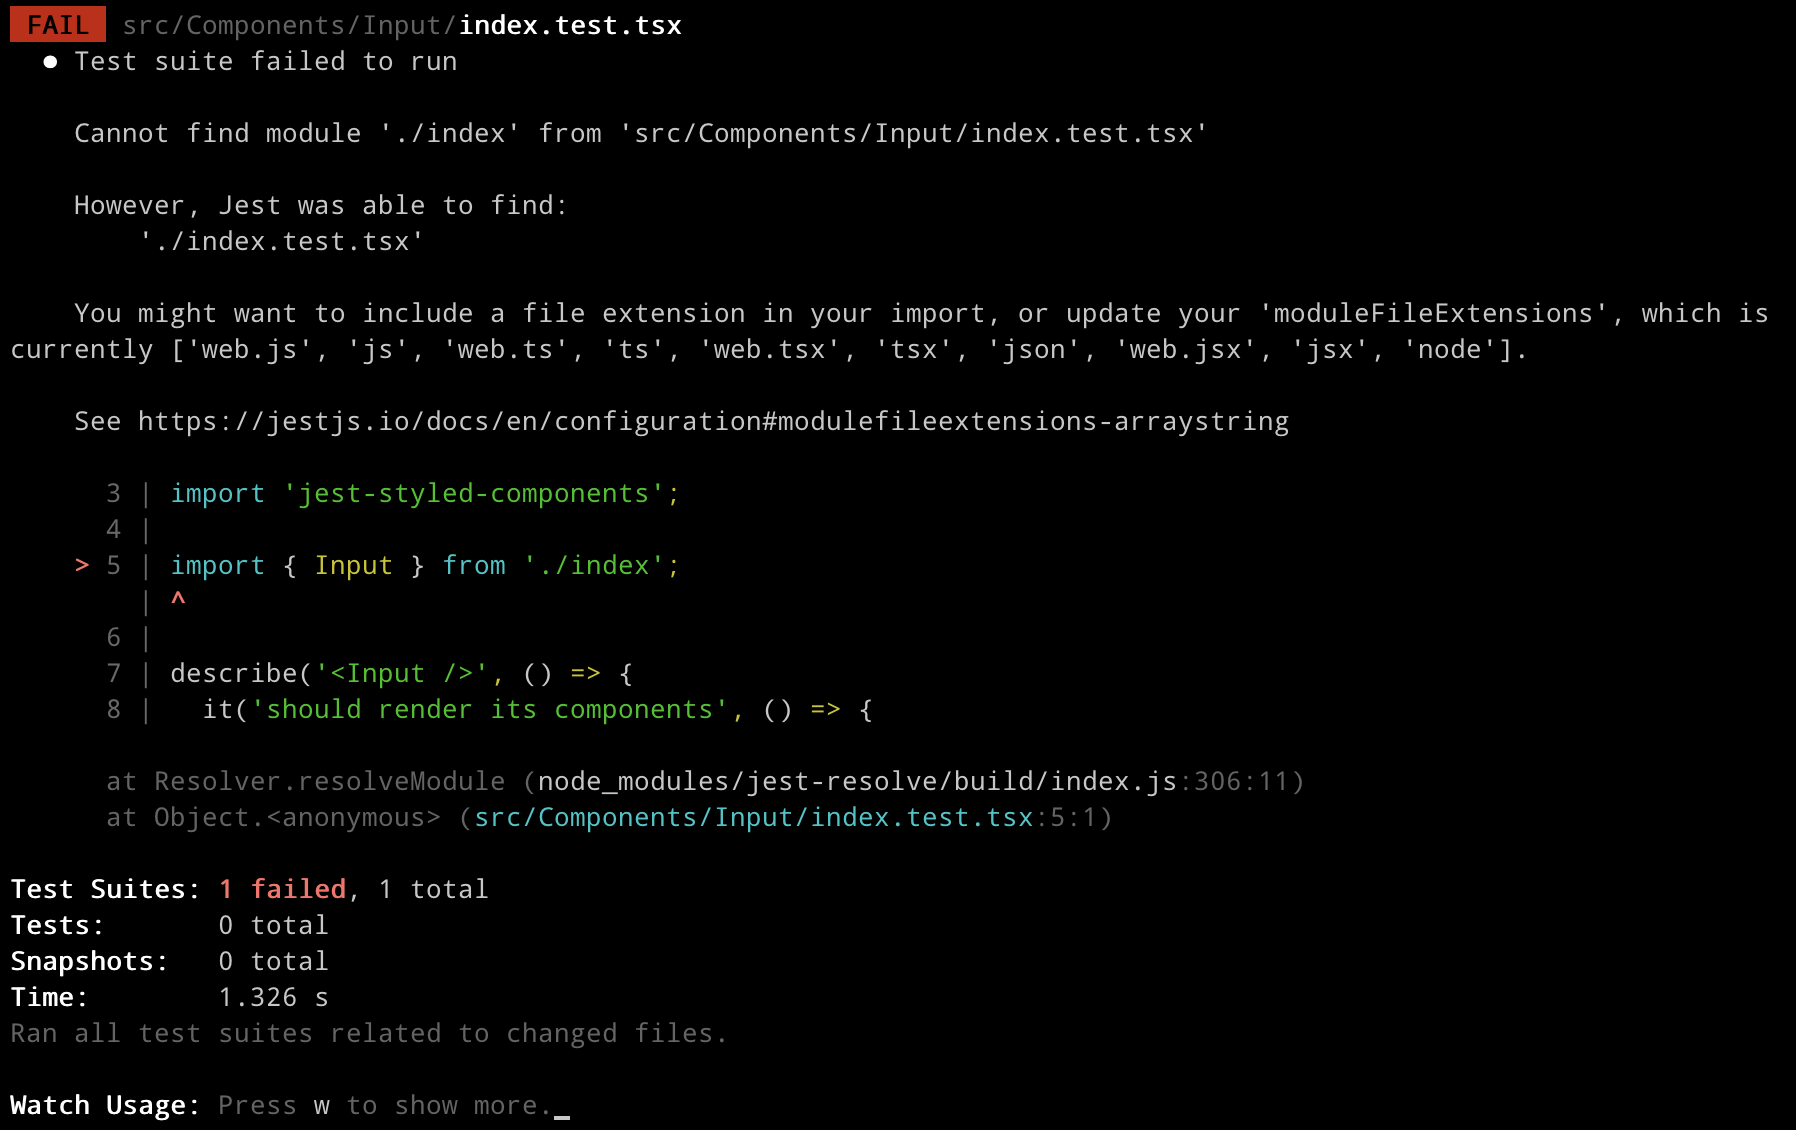 FAIL src/Components/Input/index.test.tsx
● Test suite failed to run
Cannot find module './index' from 'src/Components/Input/index.test.tsx'
However, Jest was able to find:
'./index.test.tsx'
You might want to include a file extension in your import, or update your 'moduleFileExtensions', which is
currently ['web.js', 'js', 'web.ts', 'ts', 'web.tsx', 'tsx', 'json', 'web.jsx', 'jsx', 'node'].
See https://jestjs.io/docs/en/configuration#modulefileextensions-arraystring
3 | import 'jest-styled-components';
4 |
> 5 | import { Input } from './index';
| ^
6 |
7 | describe('<Input />', () => {
8 |   it('should render its components', () => {
at Resolver.resolveModule (node_modules/jest-resolve/build/index.js:306:11)
at Object.<anonymous> (src/Components/Input/index.test.tsx:5:1)
Test Suites: 1 failed, 1 total
Tests: 0 total
Snapshots: 0 total
Time: 1.326 s
Ran all test suites related to changed files.
Watch Usage: Press w to show more.